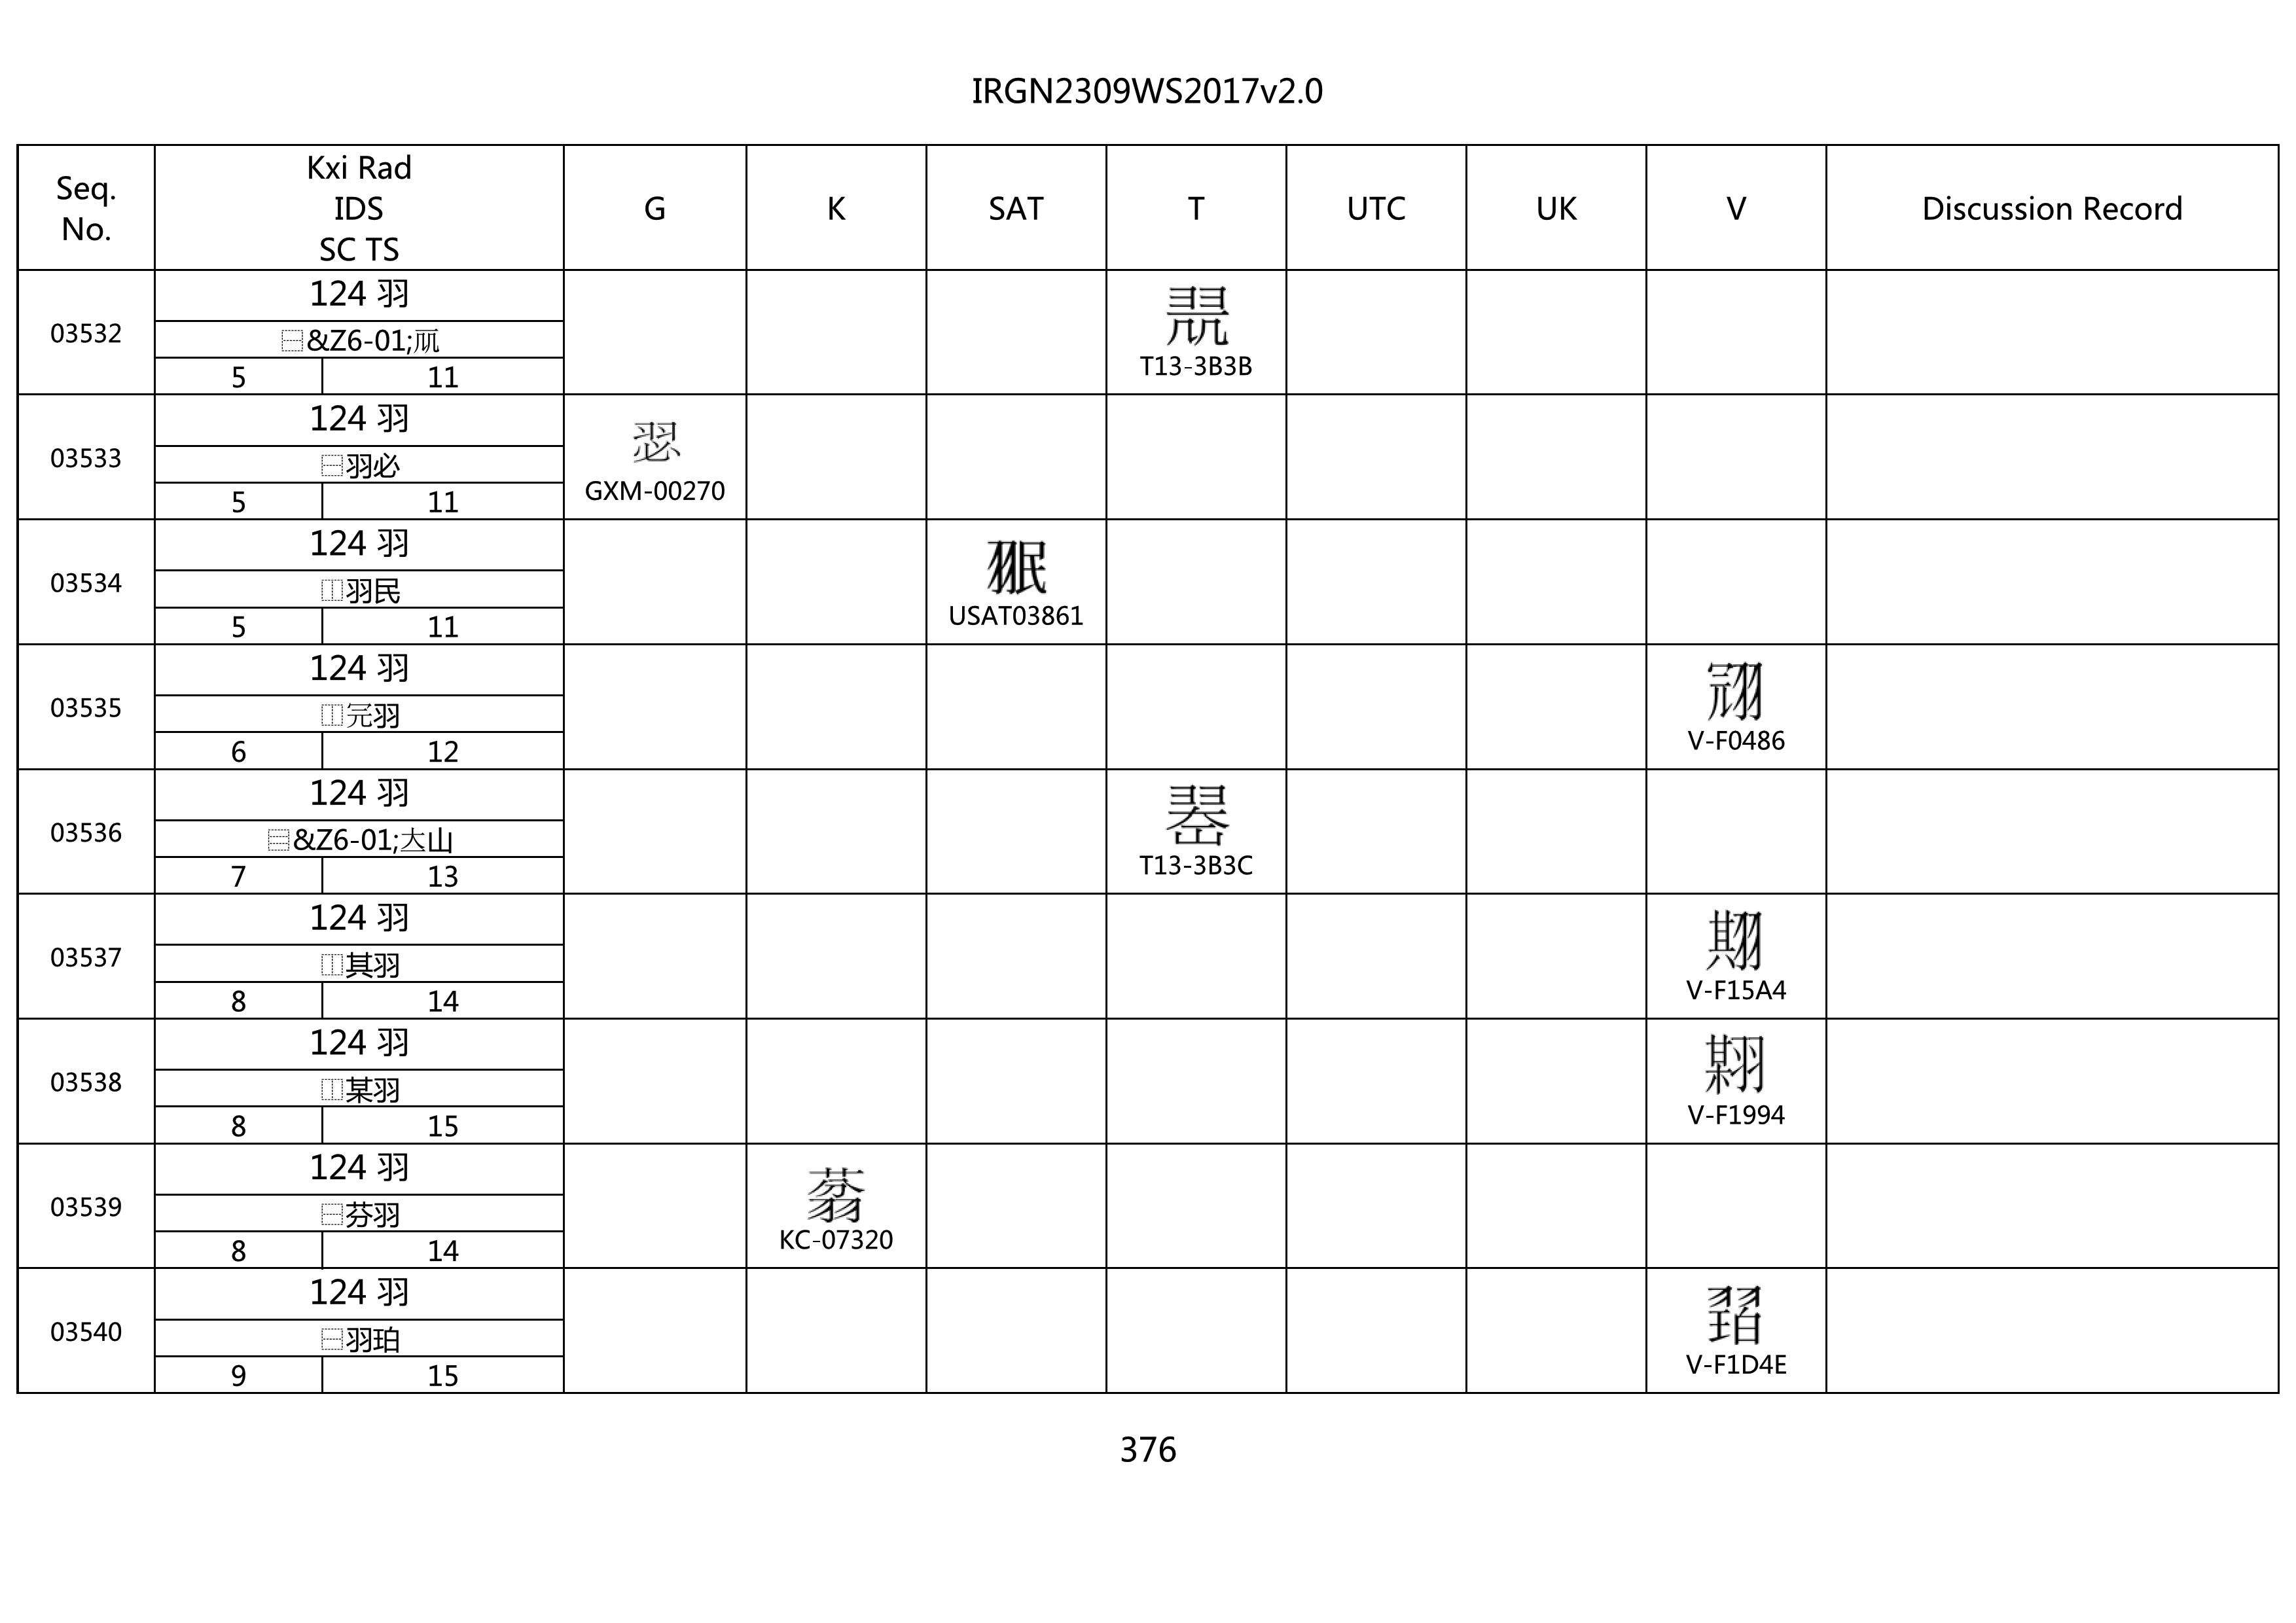 IRGN2309WS2017v2.0
Seq. No. Kxi Rad IDS SC TS G K SAT T UTC UK V Discussion Record
03532
124 羽
⿱&Z6-01;𠀬
5 11
T13-3B3B
03533
124 羽
⿱羽必
5 11
GXM-00270
03534
124 羽
⿰羽民
5 11
USAT03861
03535
124 羽
⿰𠖎羽
6 12
V-F0486
03536
124 羽
⿳&Z6-01;山
7 13
T13-3B3C
03537
124 羽
⿰其羽
8 14
V-F15A4
03538
124 羽
⿰某羽
8 15
V-F1994
03539
124 羽
⿱芬羽
8 14
KC-07320
03540
124 羽
⿱羽珀
9 15
V-F1D4E
376